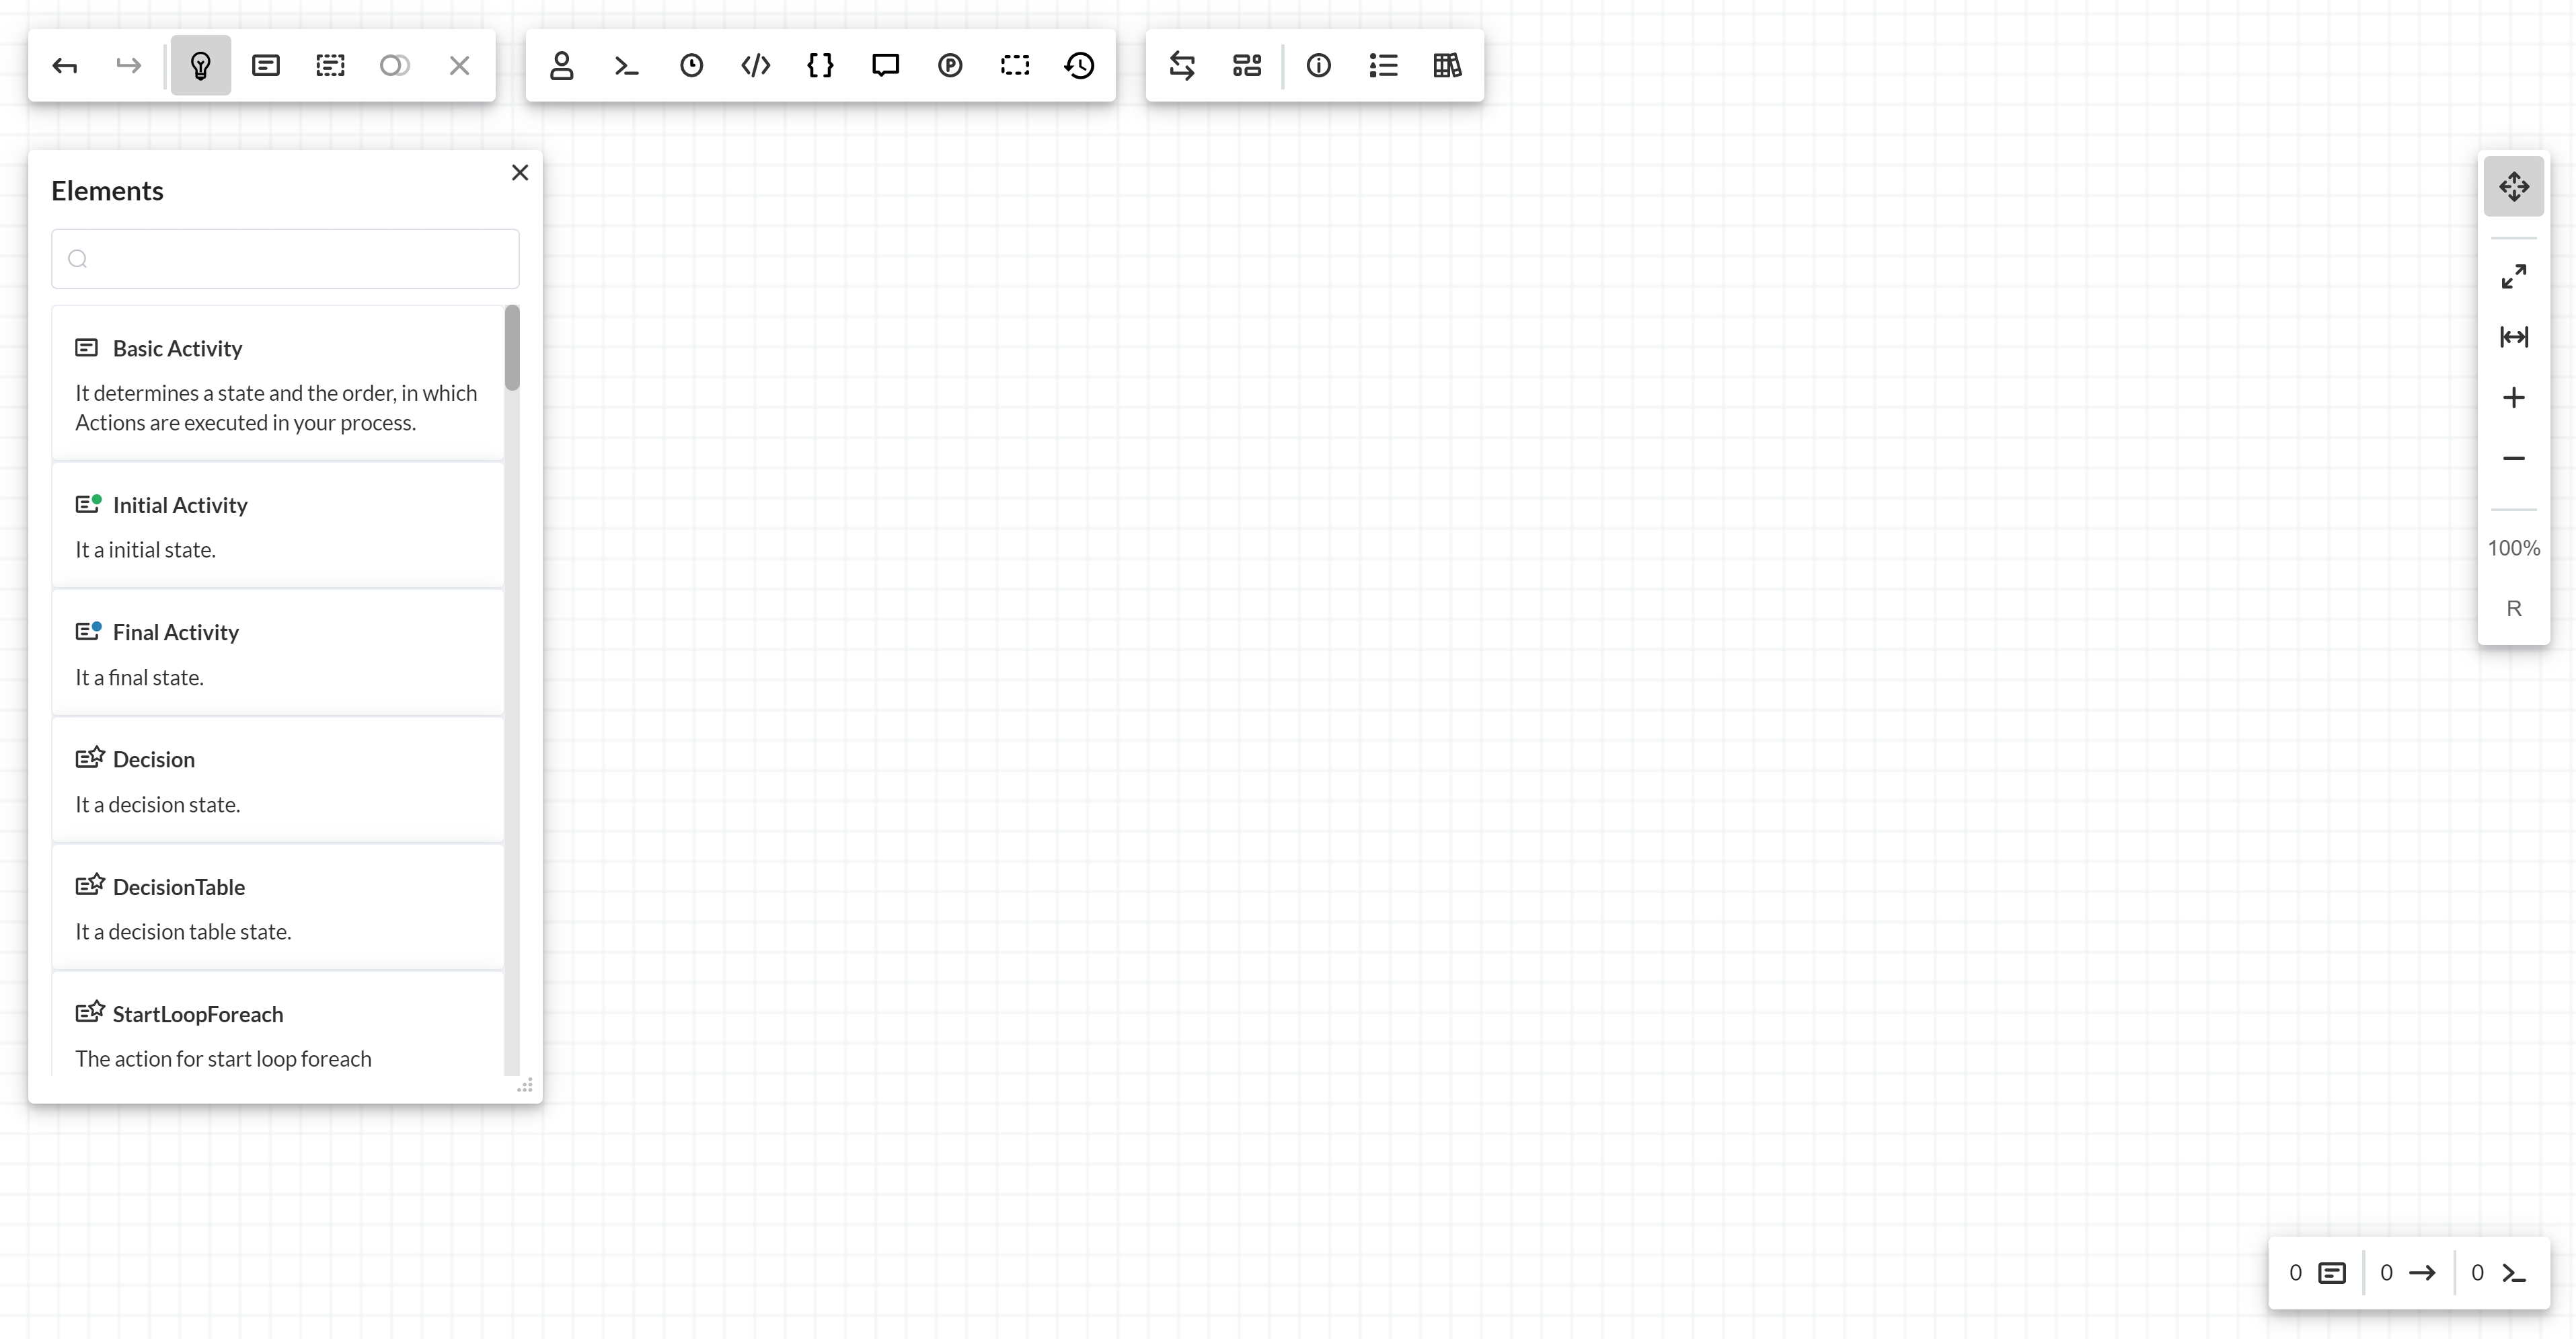 Elements
Basic Activity
It determines a state and the order, in which
Actions are executed in your process.
Initial Activity
It a initial state.
Final Activity
It a final state.
Decision
It a decision state.
DecisionTable
It a decision table state.
StartLoopForeach
The action for start loop foreach
100%
R
0 0 0